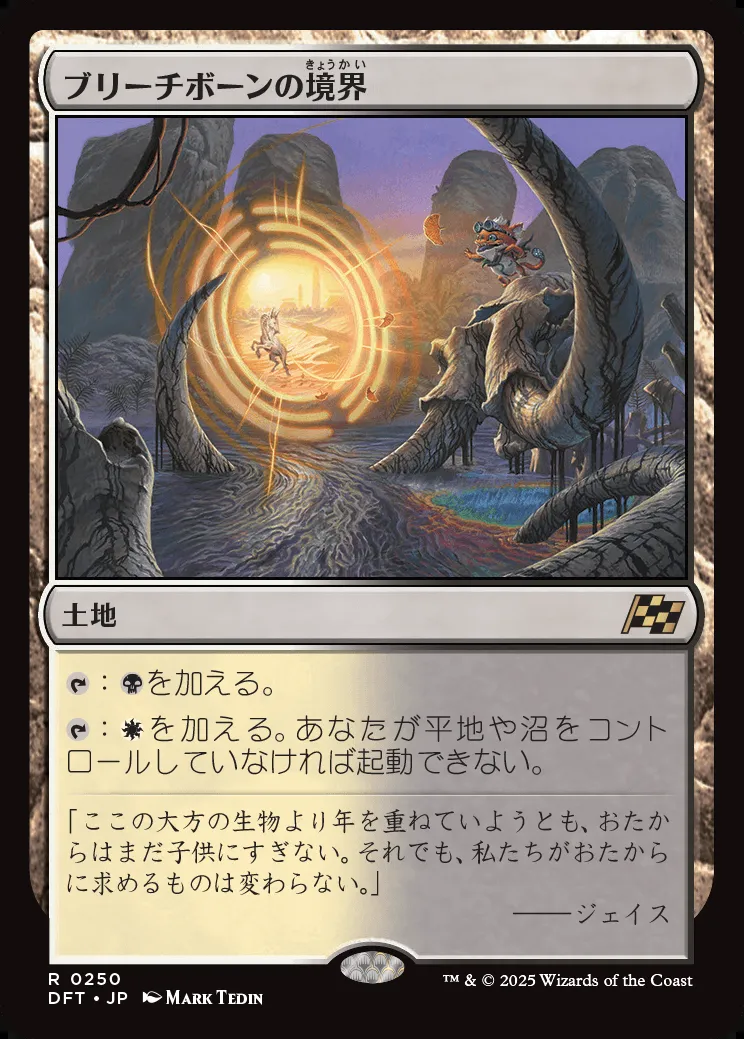 きょうかい
ブリーチボーンの境界
土地
：を加える。
：を加える。あなたが平地や沼をコント
ロールしていなければ起動できない。
「ここの大方の生物より年を重ねていようとも、おたか
らはまだ子供にすぎない。それでも、私たちがおたから
に求めるものは変わらない。」
――ジェイス
R 0250
DFT • JP MARK TEDIN
™ & © 2025 Wizards of the Coast